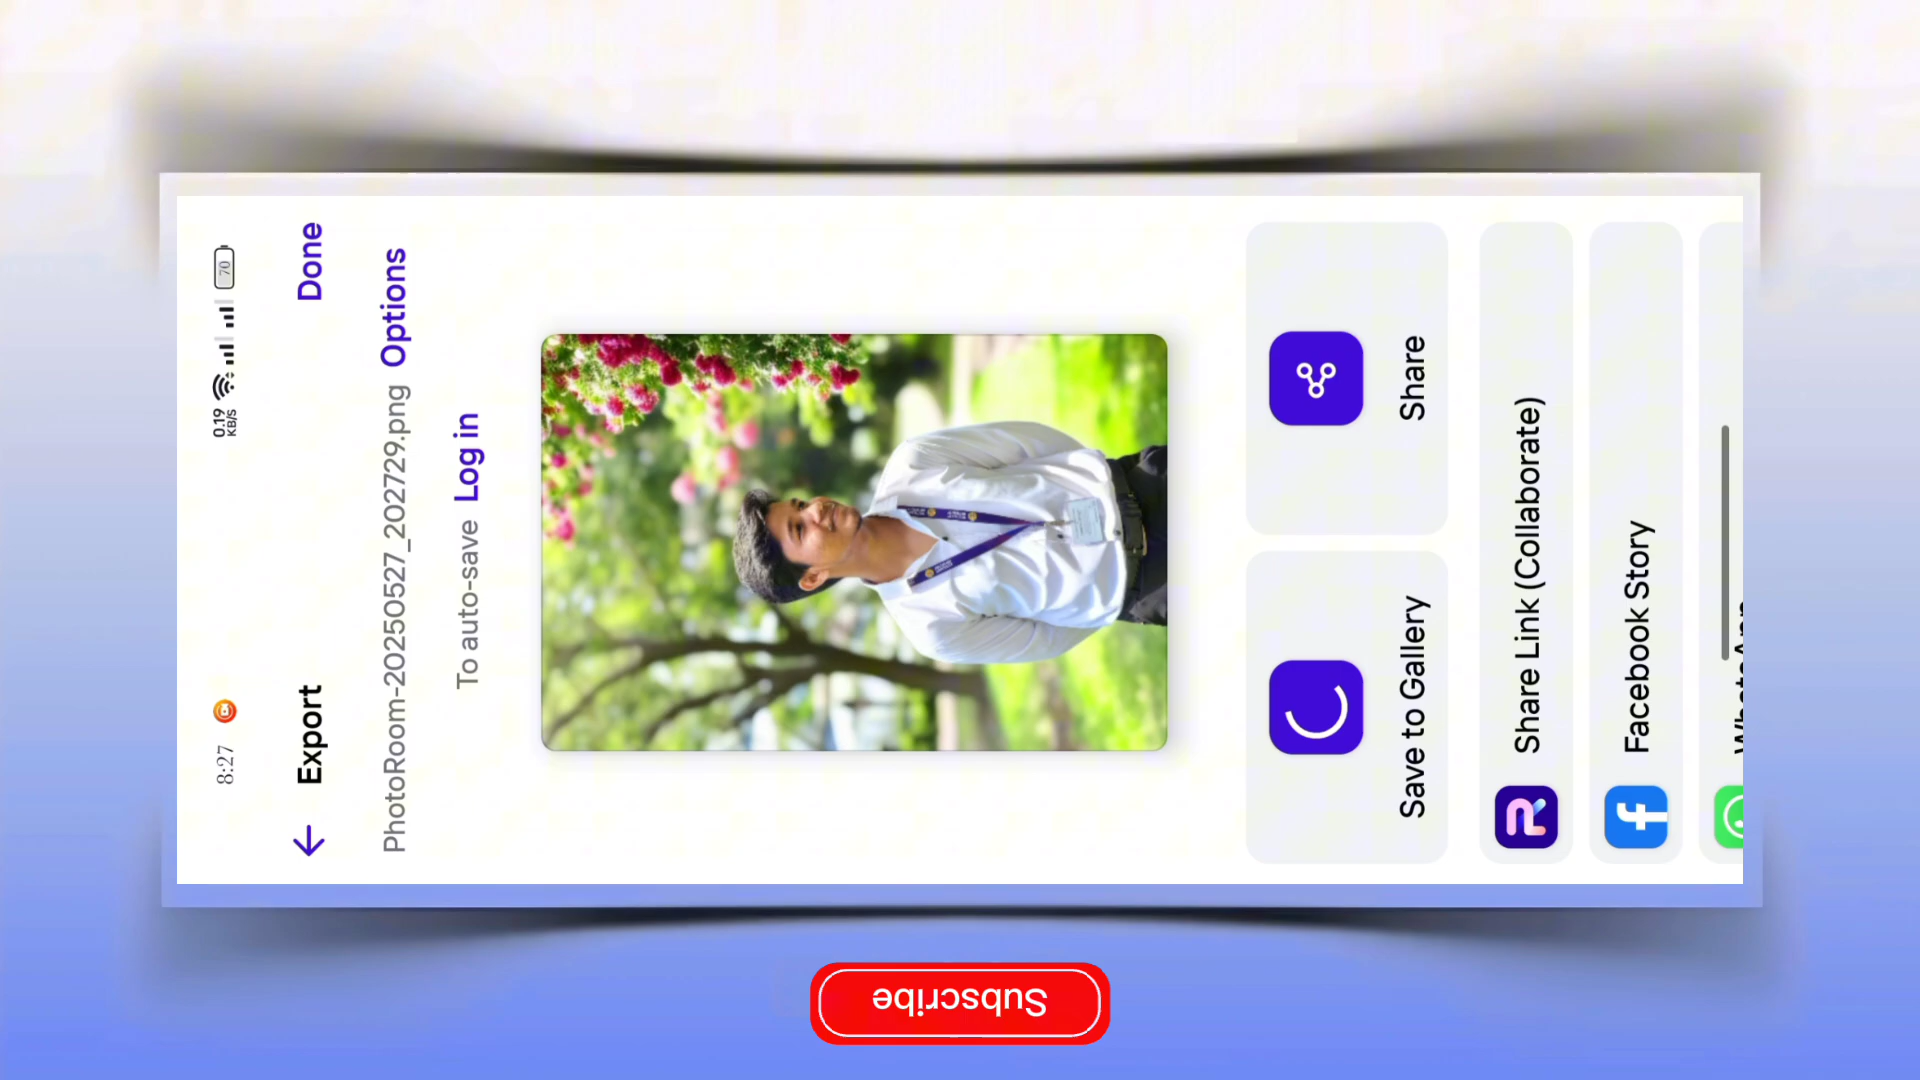 8:27
0.19 KB/s
70
Export
Done
PhotoRoom-20250527_202729.png Options
To auto-save Log in
Save to Gallery
Share
Share Link (Collaborate)
Facebook Story
WhatsApp
Subscribe